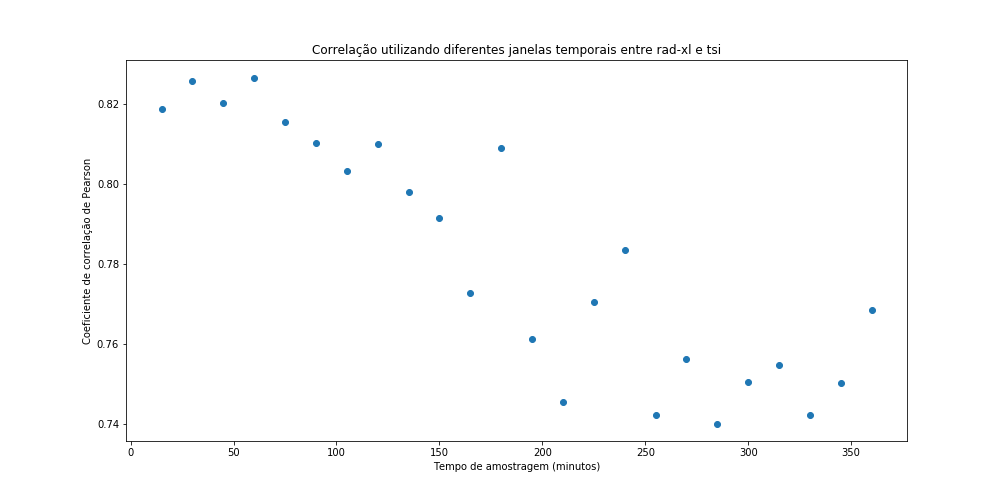 Correlação utilizando diferentes janelas temporais entre rad-xl e tsi
Coeficiente de correlação de Pearson
0.82
0.80
0.78
0.76
0.74
0 50 100 150 200 250 300 350
Tempo de amostragem (minutos)